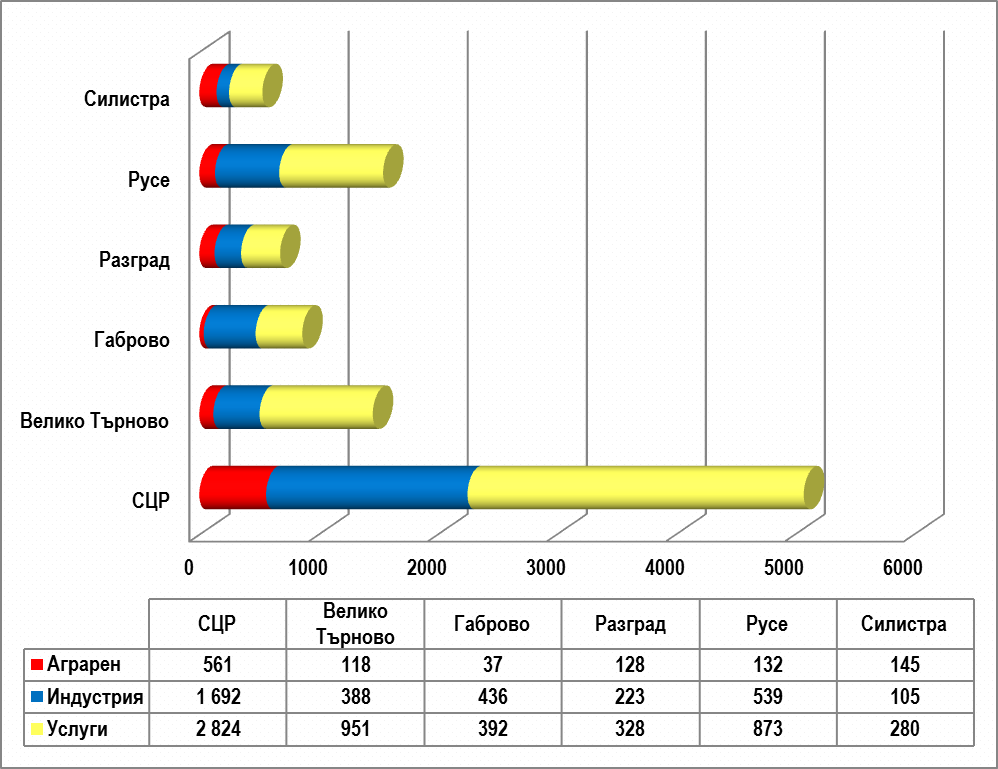 Силистра
Русе
Разград
Габрово
Велико Търново
СЦР
0 1000 2000 3000 4000 5000 6000
СЦР Велико Търново Габрово Разград Русе Силистра
Аграрен 561 118 37 128 132 145
Индустрия 1 692 388 436 223 539 105
Услуги 2 824 951 392 328 873 280